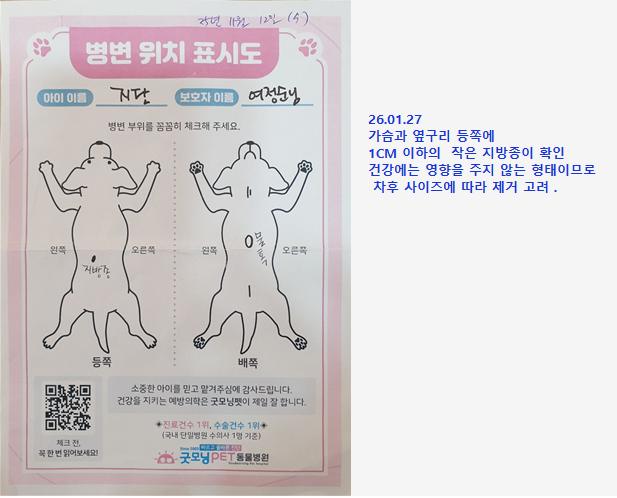 25년 11월 12일 (수)
병변 위치 표시도
아이 이름 지단 보호자 이름 여정순님
병변 부위를 꼼꼼히 체크해 주세요.
왼쪽 오른쪽 왼쪽 오른쪽
지방종
등쪽 배쪽
소중한 아이를 믿고 맡겨주심에 감사드립니다.
건강을 지키는 예방의학은 굿모닝펫이 제일 잘 합니다.
체크 전,
꼭 한 번 읽어보세요!
진료건수 1위, 수술건수 1위
(국내 단일병원 수의사 1명 기준)
굿모닝PET동물병원
26.01.27
가슴과 옆구리 등쪽에
1CM 이하의 작은 지방종이 확인
건강에는 영향을 주지 않는 형태이므로
차후 사이즈에 따라 제거 고려 .